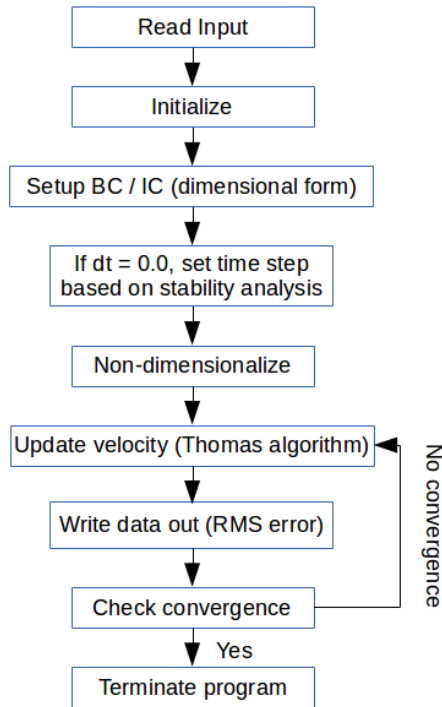 Read Input
Initialize
Setup BC / IC (dimensional form)
If dt = 0.0, set time step
based on stability analysis
Non-dimensionalize
Update velocity (Thomas algorithm)
Write data out (RMS error)
Check convergence
No convergence
Yes
Terminate program